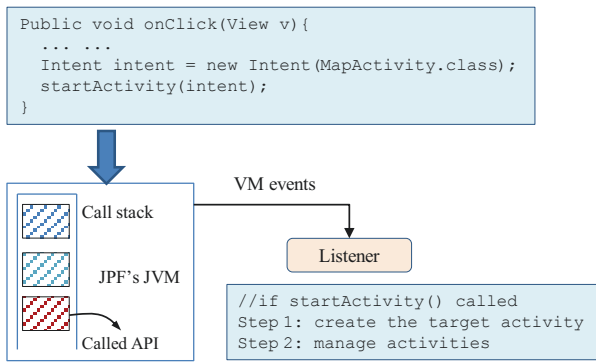 Public void onClick(View v){
... ...
Intent intent = new Intent(MapActivity.class);
startActivity(intent);
}
VM events
Call stack
Listener
JPF's JVM
//if startActivity() called
Step 1: create the target activity
Step 2: manage activities
Called API